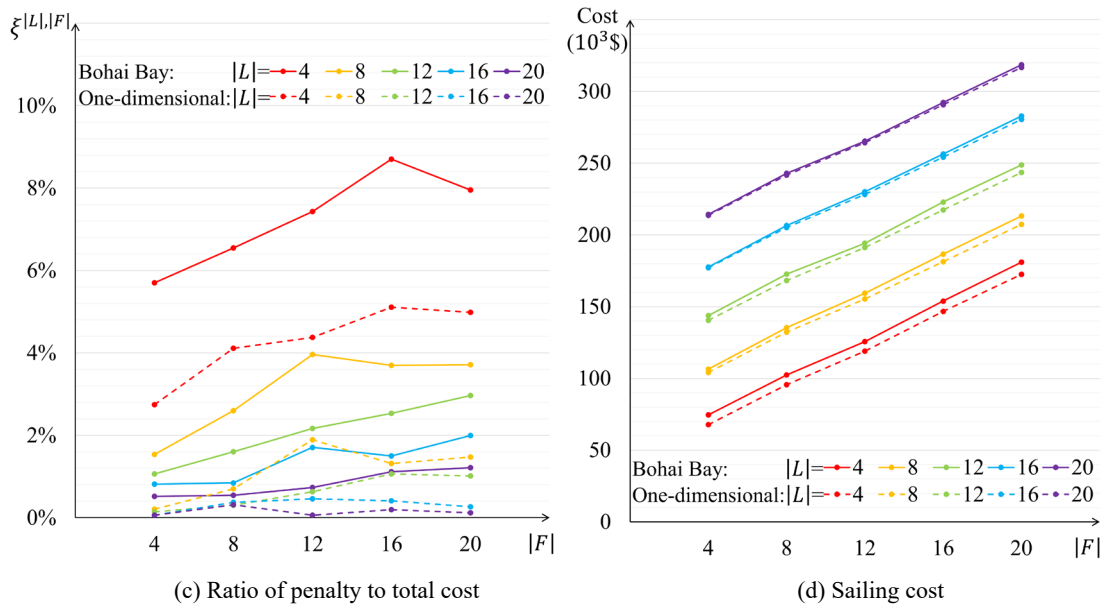 ξ|L|,|F|
Bohai Bay: |L|= 4 8 12 16 20
One-dimensional: |L|= 4 8 12 16 20
10%
8%
6%
4%
2%
0%
4 8 12 16 20 |F|
(c) Ratio of penalty to total cost
Cost
(10³$)
300
250
200
150
100
50
0
Bohai Bay: |L|= 4 8 12 16 20
One-dimensional: |L|= 4 8 12 16 20
4 8 12 16 20 |F|
(d) Sailing cost